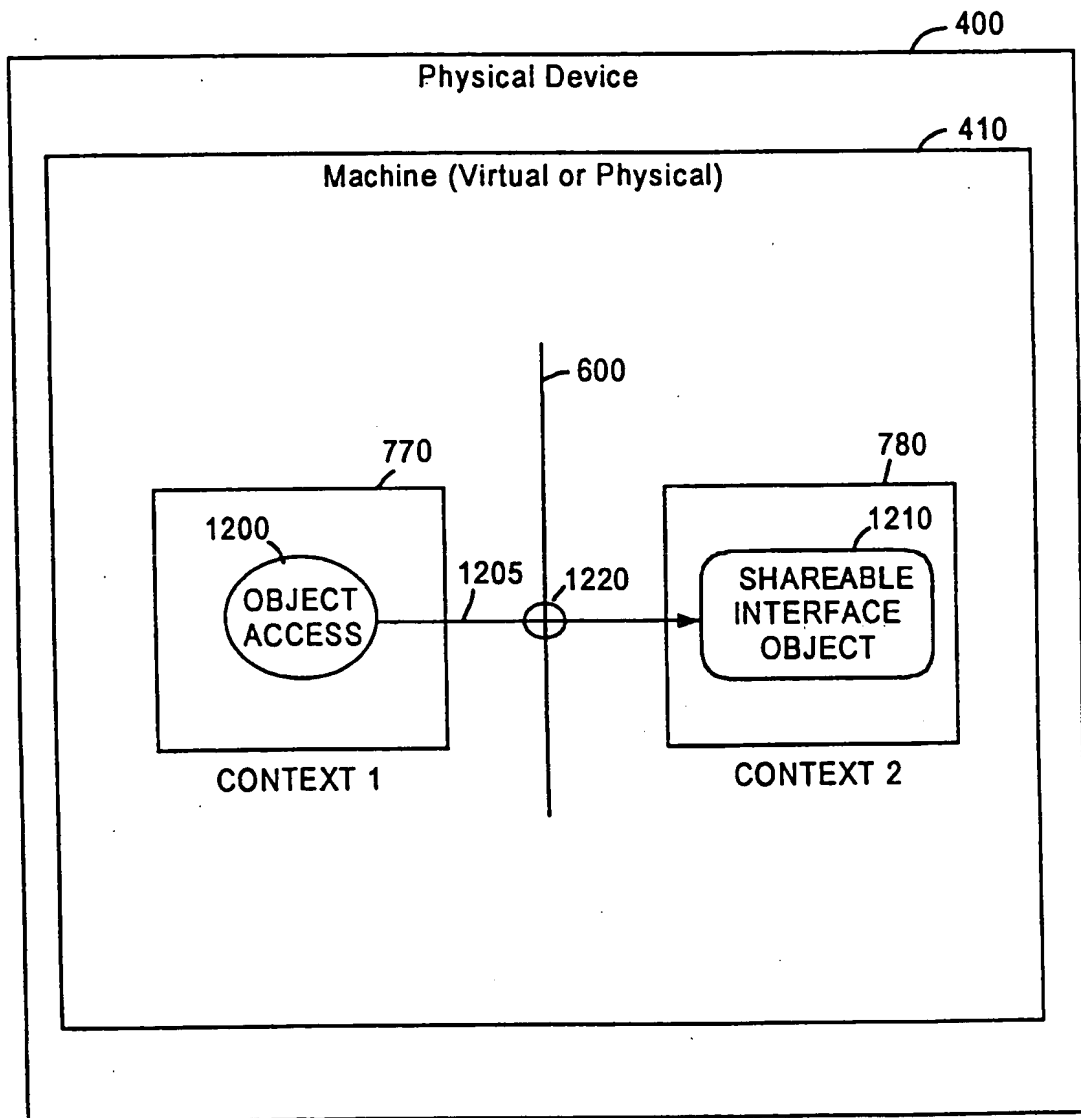 400
Physical Device
410
Machine (Virtual or Physical)
600
770
780
1200
1205
1220
1210
OBJECT
ACCESS
SHAREABLE
INTERFACE
OBJECT
CONTEXT 1
CONTEXT 2